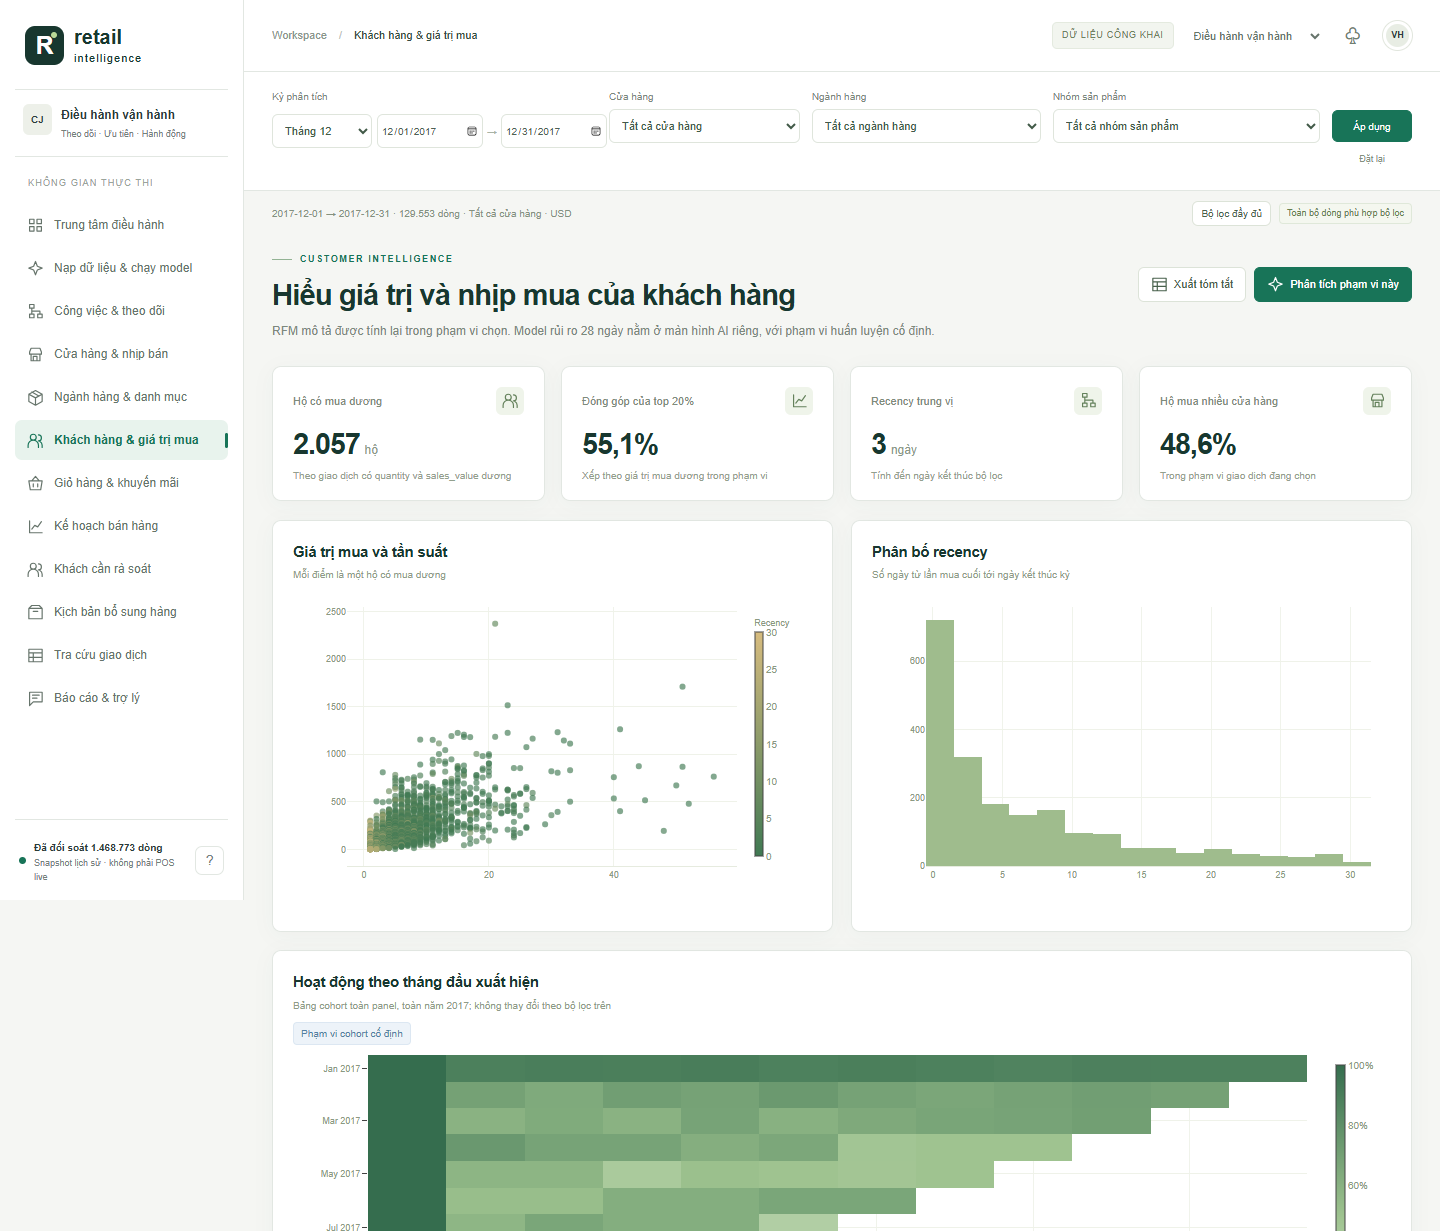 R
retail
intelligence
CJ
Điều hành vận hành
Theo dõi · Ưu tiên · Hành động
KHÔNG GIAN THỰC THI
Trung tâm điều hành
Nạp dữ liệu & chạy model
Công việc & theo dõi
Cửa hàng & nhịp bán
Ngành hàng & danh mục
Khách hàng & giá trị mua
Giỏ hàng & khuyến mãi
Kế hoạch bán hàng
Khách cần rà soát
Kịch bản bổ sung hàng
Tra cứu giao dịch
Báo cáo & trợ lý
Đã đối soát 1.468.773 dòng
Snapshot lịch sử · không phải POS
live
?
Workspace / Khách hàng & giá trị mua
DỮ LIỆU CÔNG KHAI
Điều hành vận hành
VH
Kỳ phân tích
Cửa hàng
Ngành hàng
Nhóm sản phẩm
Tháng 12
12/01/2017
→
12/31/2017
Tất cả cửa hàng
Tất cả ngành hàng
Tất cả nhóm sản phẩm
Áp dụng
Đặt lại
2017-12-01 → 2017-12-31 · 129.553 dòng · Tất cả cửa hàng · USD
Bộ lọc đầy đủ
Toàn bộ dòng phù hợp bộ lọc
CUSTOMER INTELLIGENCE
Hiểu giá trị và nhịp mua của khách hàng
RFM mô tả được tính lại trong phạm vi chọn. Model rủi ro 28 ngày nằm ở màn hình AI riêng, với phạm vi huấn luyện cố định.
Xuất tóm tắt
Phân tích phạm vi này
Hộ có mua dương
2.057 hộ
Theo giao dịch có quantity và sales_value dương
Đóng góp của top 20%
55,1%
Xếp theo giá trị mua dương trong phạm vi
Recency trung vị
3 ngày
Tính đến ngày kết thúc bộ lọc
Hộ mua nhiều cửa hàng
48,6%
Trong phạm vi giao dịch đang chọn
Giá trị mua và tần suất
Mỗi điểm là một hộ có mua dương
2500
2000
1500
1000
500
0
0
20
40
Recency
30
25
20
15
10
5
0
Phân bố recency
Số ngày từ lần mua cuối tới ngày kết thúc kỳ
600
400
200
0
0
5
10
15
20
25
30
Hoạt động theo tháng đầu xuất hiện
Bảng cohort toàn panel, toàn năm 2017; không thay đổi theo bộ lọc trên
Phạm vi cohort cố định
Jan 2017
Mar 2017
May 2017
Jul 2017
100%
80%
60%